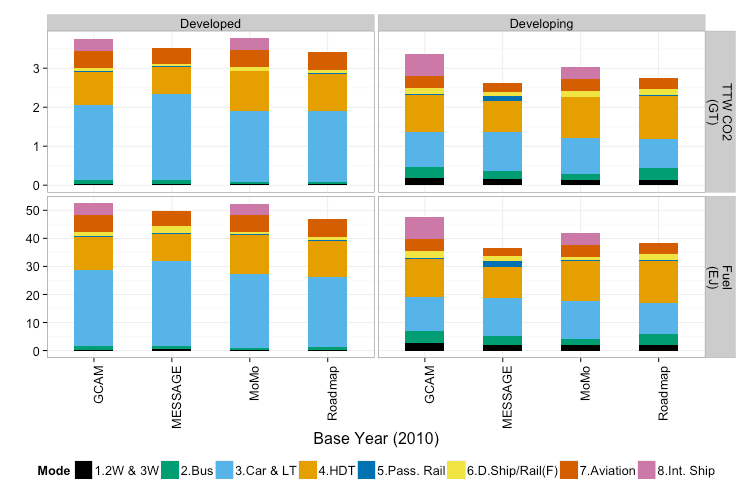 Developed Developing
3
2
1
0
TTW CO2
(GT)
50
40
30
20
10
0
Fuel
(EJ)
GCAM MESSAGE MoMo Roadmap GCAM MESSAGE MoMo Roadmap
Base Year (2010)
Mode 1.2W & 3W 2.Bus 3.Car & LT 4.HDT 5.Pass. Rail 6.D.Ship/Rail(F) 7.Aviation 8.Int. Ship